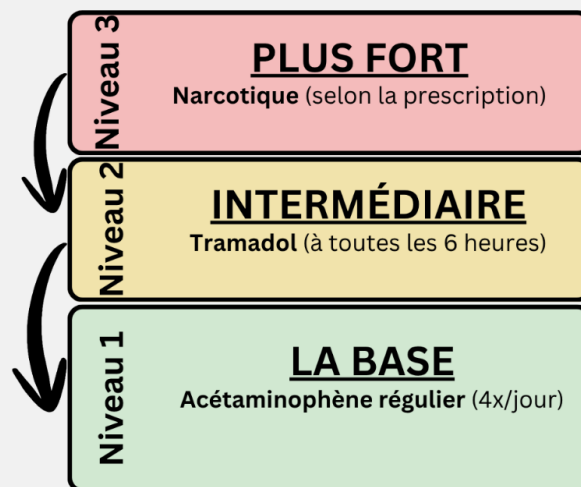 Niveau 3
PLUS FORT
Narcotique (selon la prescription)
Niveau 2
INTERMÉDIAIRE
Tramadol (à toutes les 6 heures)
Niveau 1
LA BASE
Acétaminophène régulier (4x/jour)